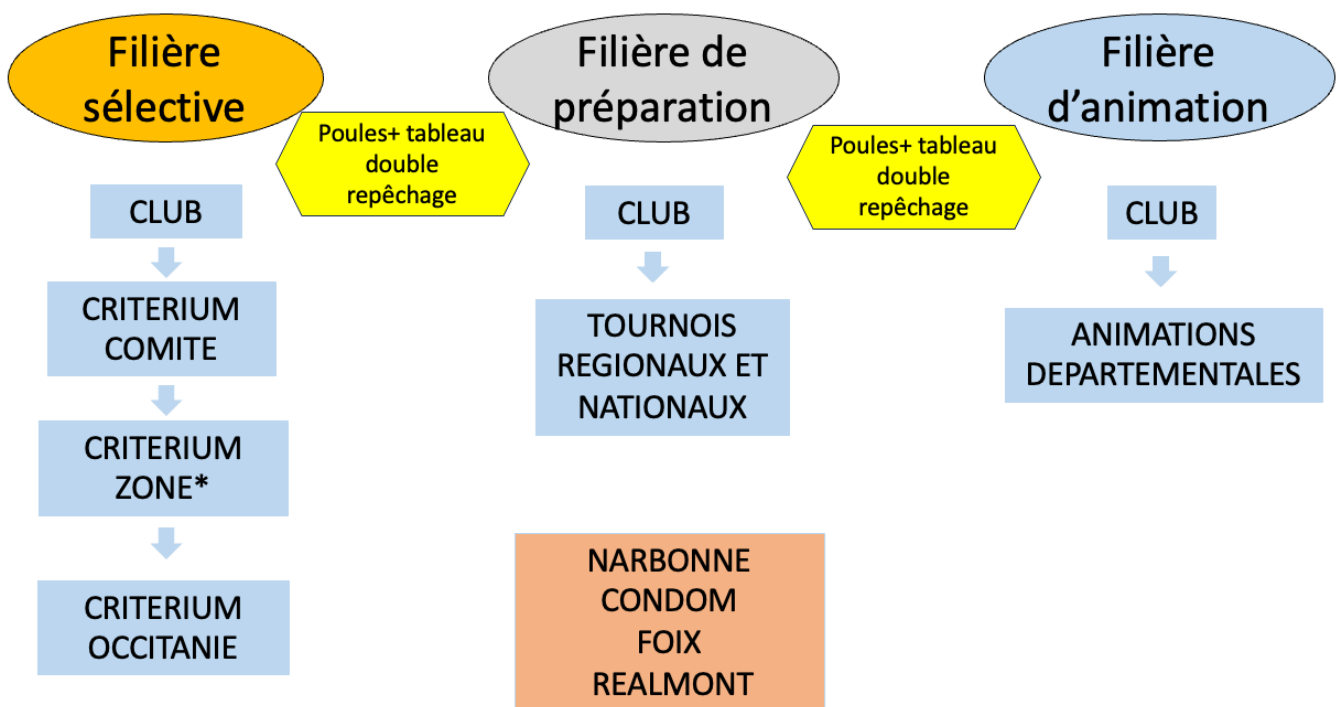 Filière
sélective
Poules+ tableau
double
repêchage
CLUB
CRITERIUM
COMITE
CRITERIUM
ZONE*
CRITERIUM
OCCITANIE
Filière de
préparation
Poules+ tableau
double
repêchage
CLUB
TOURNOIS
REGIONAUX ET
NATIONAUX
NARBONNE
CONDOM
FOIX
REALMONT
Filière
d’animation
CLUB
ANIMATIONS
DEPARTEMENTALES